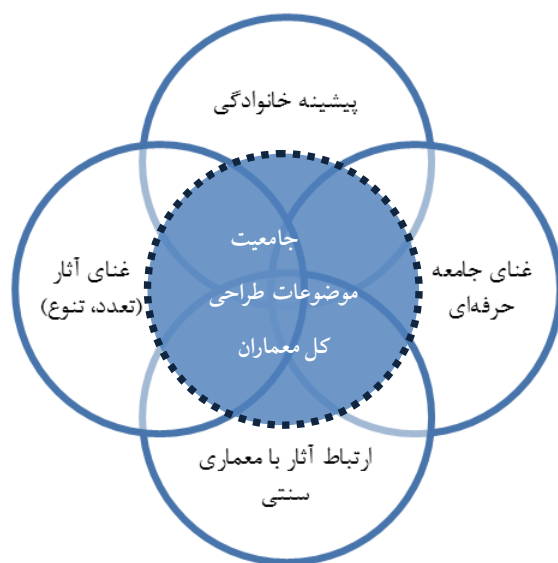 پیشینه خانوادگی
غنای جامعه
حرفه‌ای
جامعیت
موضوعات طراحی
کل معماران
غنای آثار
(تعدد، تنوع)
ارتباط آثار با معماری
سنتی